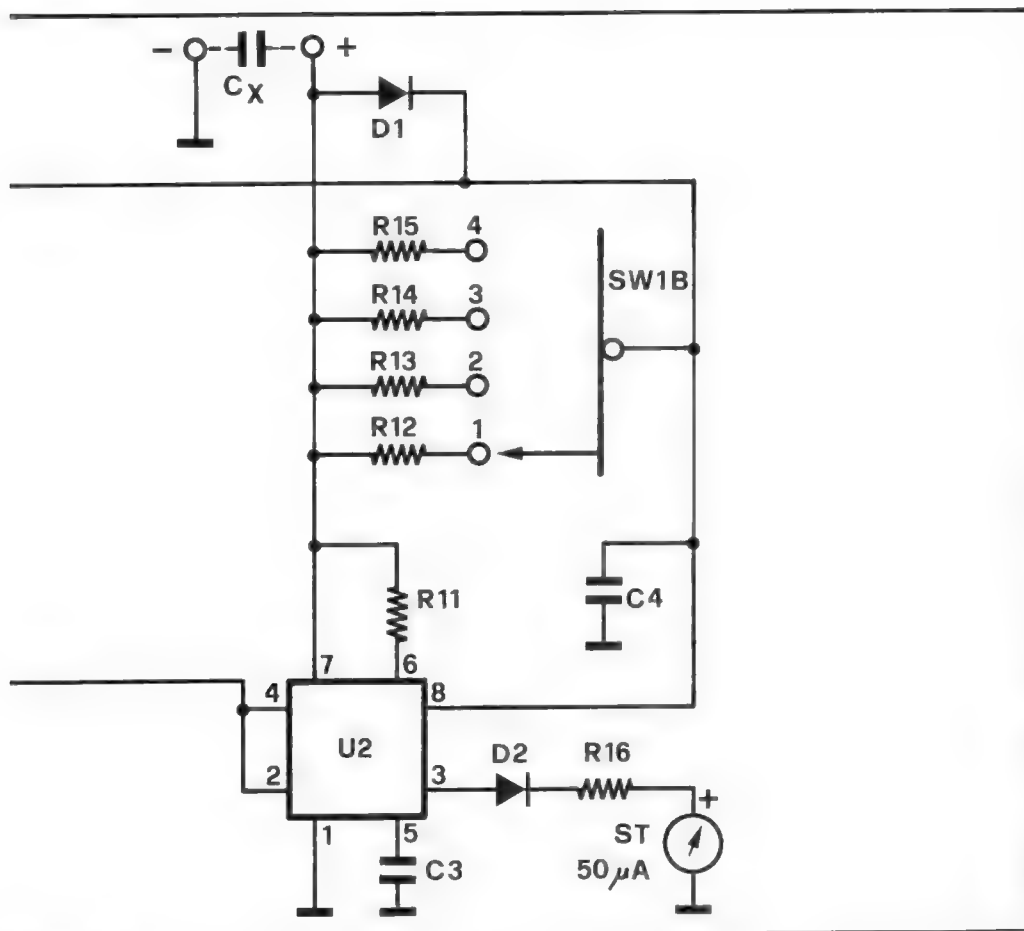 − +
CX
D1
R15 4
SW1B
R14 3
R13 2
R12 1
R11
C4
7 6
4 8
U2
D2 R16
2 3
+
ST
50µA
1 5
C3